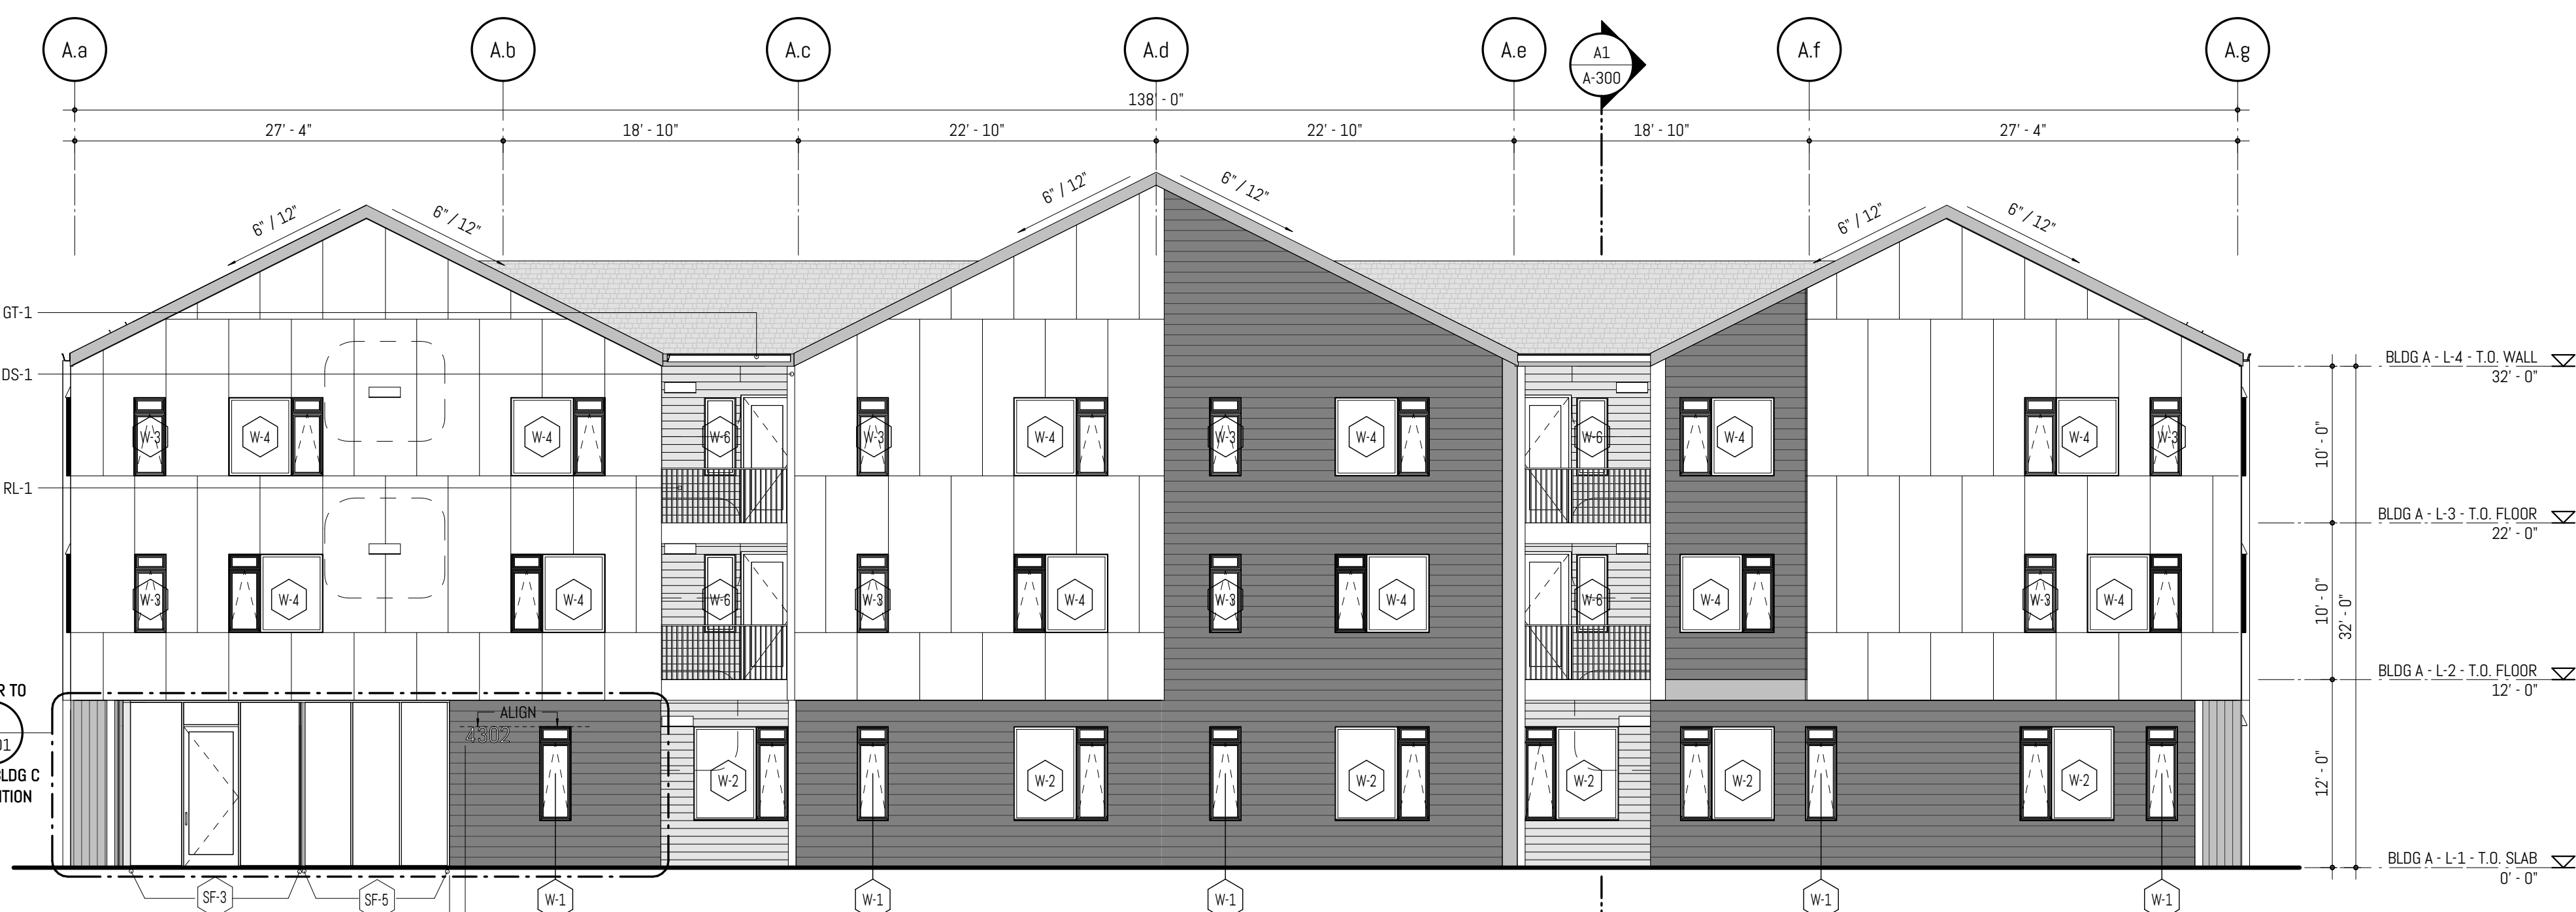 A.a
A.b
A.c
A.d
A.e
A1
A-300
A.f
A.g
138' - 0"
27' - 4"
18' - 10"
22' - 10"
22' - 10"
18' - 10"
27' - 4"
6" / 12"
6" / 12"
6" / 12"
6" / 12"
6" / 12"
6" / 12"
GT-1
DS-1
RL-1
BLDG A - L-4 - T.O. WALL
32' - 0"
10' - 0"
W-3
W-4
W-4
W-6
W-3
W-4
W-3
W-4
W-6
W-4
W-4
W-3
BLDG A - L-3 - T.O. FLOOR
22' - 0"
10' - 0"
32' - 0"
W-3
W-4
W-4
W-6
W-3
W-4
W-3
W-4
W-6
W-4
W-3
W-4
BLDG A - L-2 - T.O. FLOOR
12' - 0"
12' - 0"
R TO
01
BLDG C
ITION
ALIGN
4302
W-2
W-2
W-2
W-2
W-2
W-2
BLDG A - L-1 - T.O. SLAB
0' - 0"
SF-3
SF-5
W-1
W-1
W-1
W-1
W-1